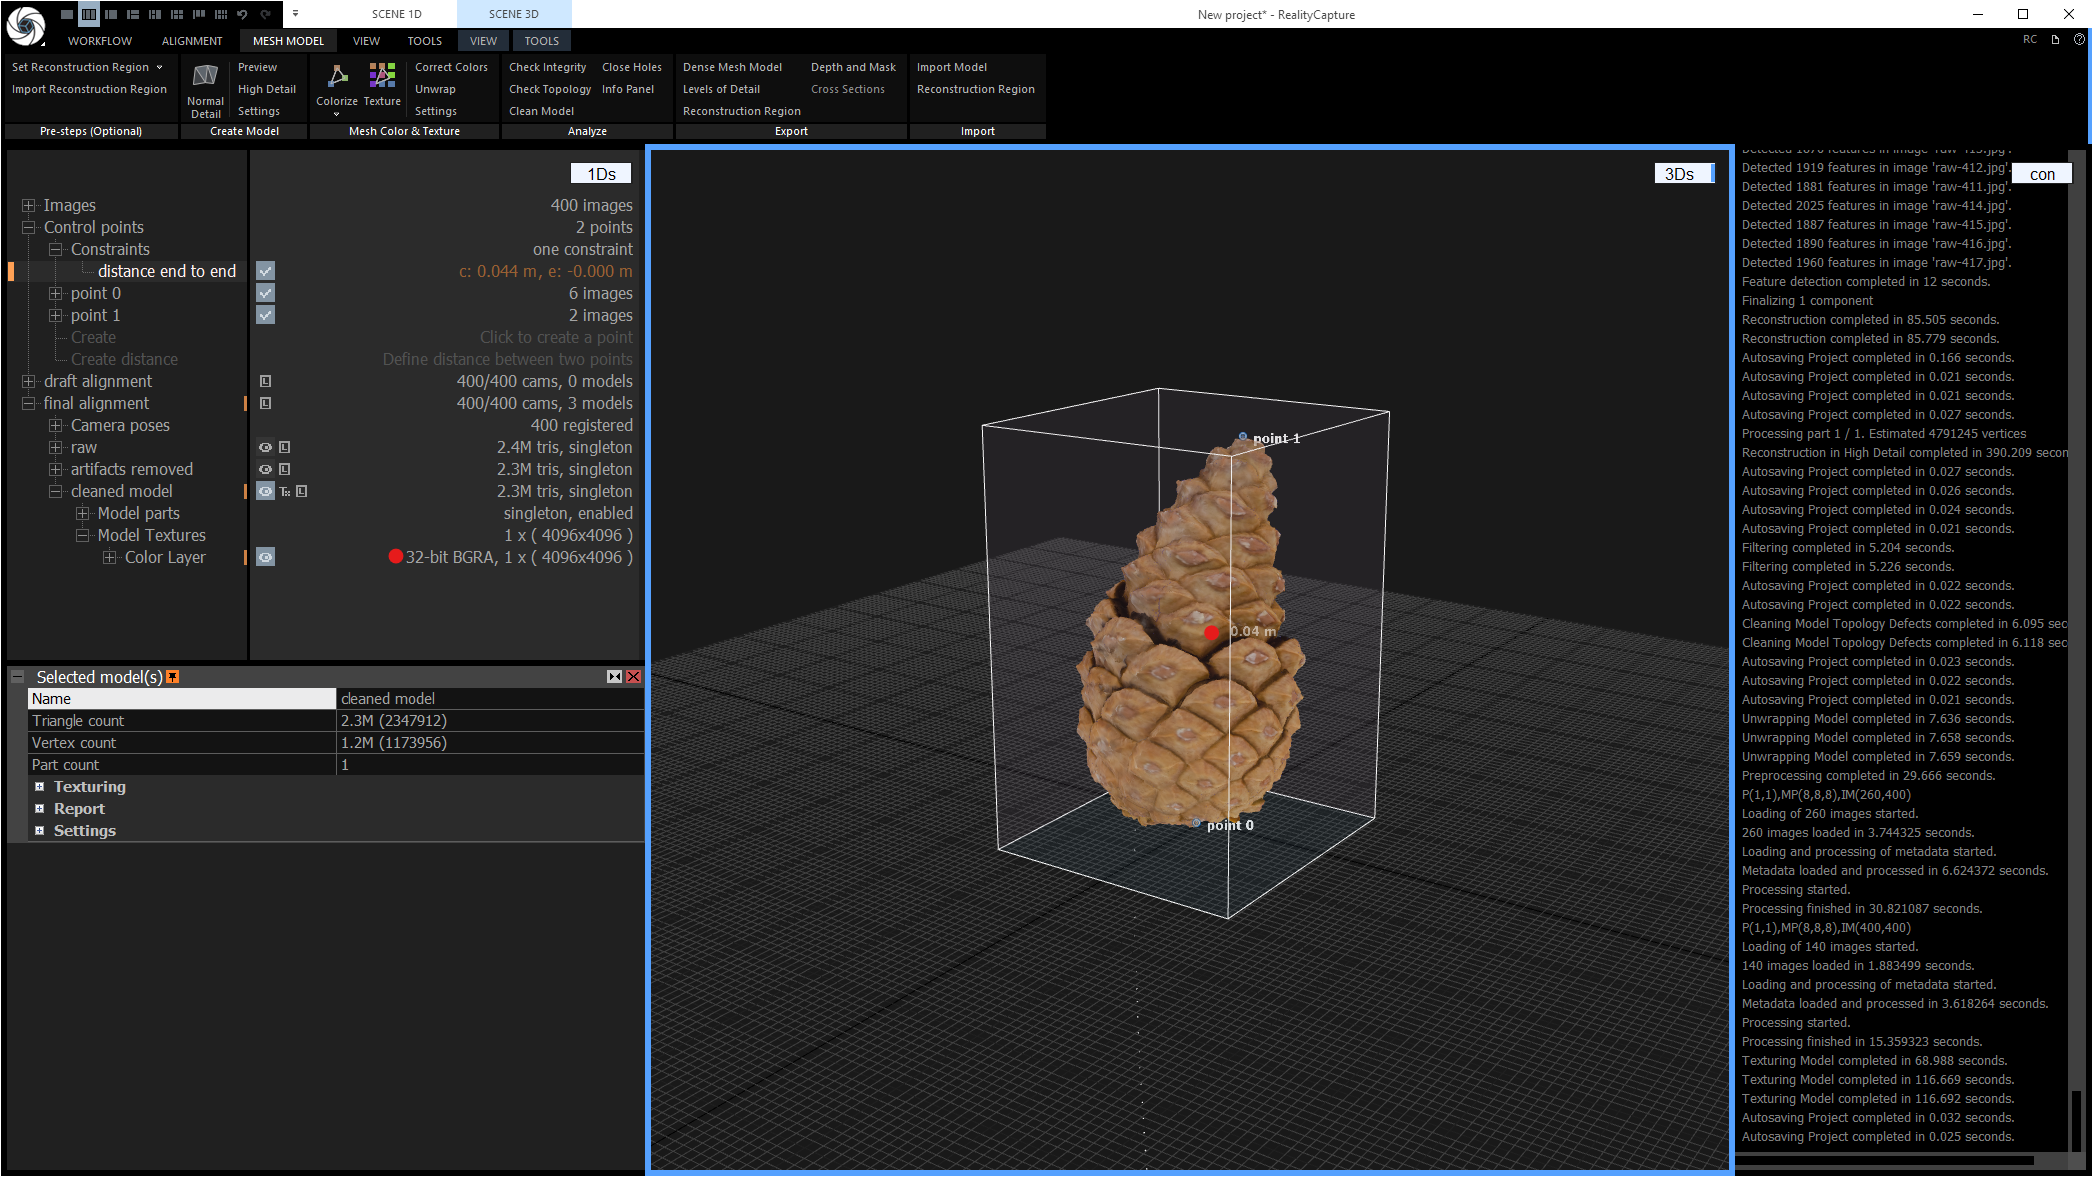 SCENE 1D
SCENE 3D
New project* - RealityCapture
WORKFLOW
ALIGNMENT
MESH MODEL
VIEW
TOOLS
VIEW
TOOLS
RC
Set Reconstruction Region
Import Reconstruction Region
Pre-steps (Optional)
Normal Detail
Preview
High Detail
Settings
Create Model
Colorize
Texture
Correct Colors
Unwrap
Settings
Mesh Color & Texture
Check Integrity
Close Holes
Check Topology
Info Panel
Clean Model
Analyze
Dense Mesh Model
Depth and Mask
Levels of Detail
Cross Sections
Reconstruction Region
Export
Import Model
Reconstruction Region
Import
1Ds
Images 400 images
Control points 2 points
Constraints one constraint
distance end to end c: 0.044 m, e: -0.000 m
point 0 6 images
point 1 2 images
Create Click to create a point
Create distance Define distance between two points
draft alignment 400/400 cams, 0 models
final alignment 400/400 cams, 3 models
Camera poses 400 registered
raw 2.4M tris, singleton
artifacts removed 2.3M tris, singleton
cleaned model 2.3M tris, singleton
Model parts singleton, enabled
Model Textures 1 x ( 4096x4096 )
Color Layer 32-bit BGRA, 1 x ( 4096x4096 )
Selected model(s)
Name cleaned model
Triangle count 2.3M (2347912)
Vertex count 1.2M (1173956)
Part count 1
Texturing
Report
Settings
3Ds
point 1
0.04 m
point 0
con
Detected 1919 features in image 'raw-412.jpg'.
Detected 1881 features in image 'raw-411.jpg'.
Detected 2025 features in image 'raw-414.jpg'.
Detected 1887 features in image 'raw-415.jpg'.
Detected 1890 features in image 'raw-416.jpg'.
Detected 1960 features in image 'raw-417.jpg'.
Feature detection completed in 12 seconds.
Finalizing 1 component
Reconstruction completed in 85.505 seconds.
Reconstruction completed in 85.779 seconds.
Autosaving Project completed in 0.166 seconds.
Autosaving Project completed in 0.021 seconds.
Autosaving Project completed in 0.021 seconds.
Autosaving Project completed in 0.027 seconds.
Processing part 1 / 1. Estimated 4791245 vertices
Reconstruction in High Detail completed in 390.209 secon
Autosaving Project completed in 0.027 seconds.
Autosaving Project completed in 0.026 seconds.
Autosaving Project completed in 0.024 seconds.
Autosaving Project completed in 0.021 seconds.
Filtering completed in 5.204 seconds.
Filtering completed in 5.226 seconds.
Autosaving Project completed in 0.022 seconds.
Autosaving Project completed in 0.022 seconds.
Cleaning Model Topology Defects completed in 6.095 sec
Cleaning Model Topology Defects completed in 6.118 sec
Autosaving Project completed in 0.023 seconds.
Autosaving Project completed in 0.022 seconds.
Autosaving Project completed in 0.021 seconds.
Unwrapping Model completed in 7.636 seconds.
Unwrapping Model completed in 7.658 seconds.
Unwrapping Model completed in 7.659 seconds.
Preprocessing completed in 29.666 seconds.
P(1,1),MP(8,8,8),IM(260,400)
Loading of 260 images started.
260 images loaded in 3.744325 seconds.
Loading and processing of metadata started.
Metadata loaded and processed in 6.624372 seconds.
Processing started.
Processing finished in 30.821087 seconds.
P(1,1),MP(8,8,8),IM(400,400)
Loading of 140 images started.
140 images loaded in 1.883499 seconds.
Loading and processing of metadata started.
Metadata loaded and processed in 3.618264 seconds.
Processing started.
Processing finished in 15.359323 seconds.
Texturing Model completed in 68.988 seconds.
Texturing Model completed in 116.669 seconds.
Texturing Model completed in 116.692 seconds.
Autosaving Project completed in 0.032 seconds.
Autosaving Project completed in 0.025 seconds.